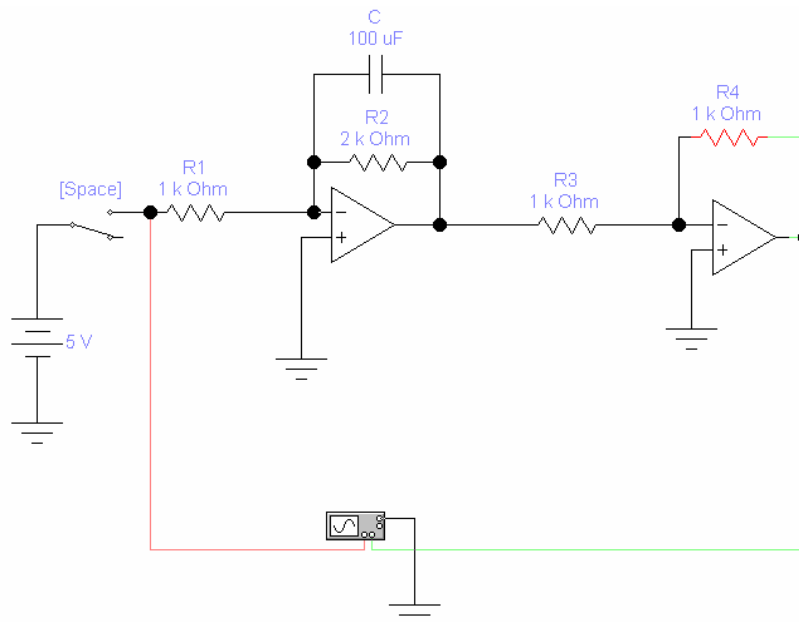 C
100 uF
R2
2 k Ohm
R4
1 k Ohm
R1
1 k Ohm
[Space]
R3
1 k Ohm
5 V